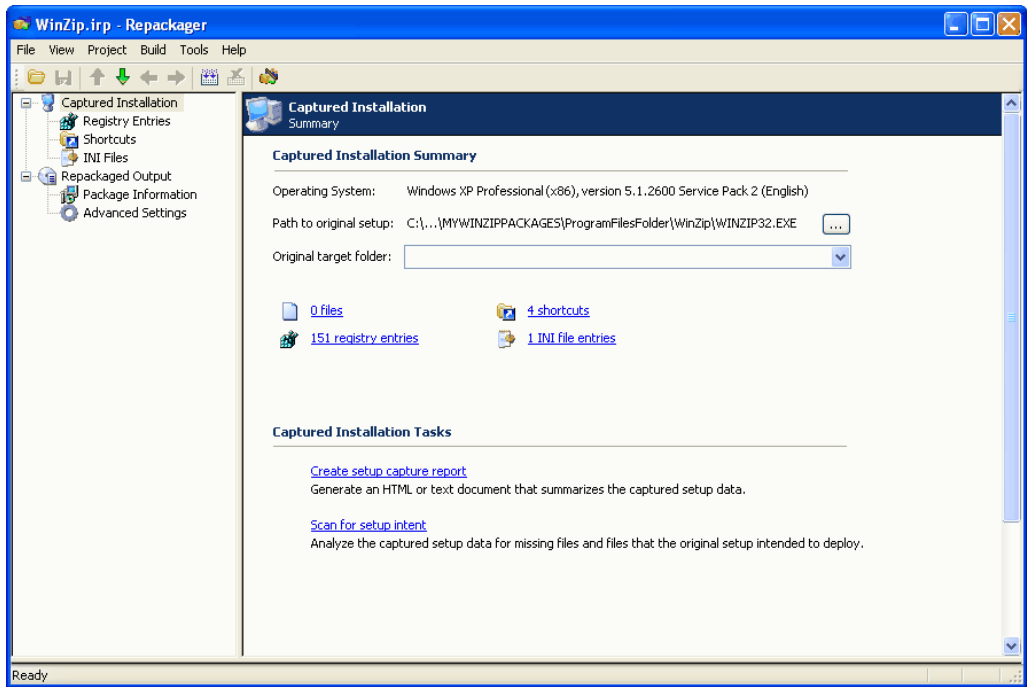 WinZip.irp - Repackager
File View Project Build Tools Help
Captured Installation
Registry Entries
Shortcuts
INI Files
Repackaged Output
Package Information
Advanced Settings
Captured Installation
Summary
Captured Installation Summary
Operating System: Windows XP Professional (x86), version 5.1.2600 Service Pack 2 (English)
Path to original setup: C:\...\MYWINZIPPACKAGES\ProgramFilesFolder\WinZip\WINZIP32.EXE ...
Original target folder:
0 files 4 shortcuts
151 registry entries 1 INI file entries
Captured Installation Tasks
Create setup capture report
Generate an HTML or text document that summarizes the captured setup data.
Scan for setup intent
Analyze the captured setup data for missing files and files that the original setup intended to deploy.
Ready